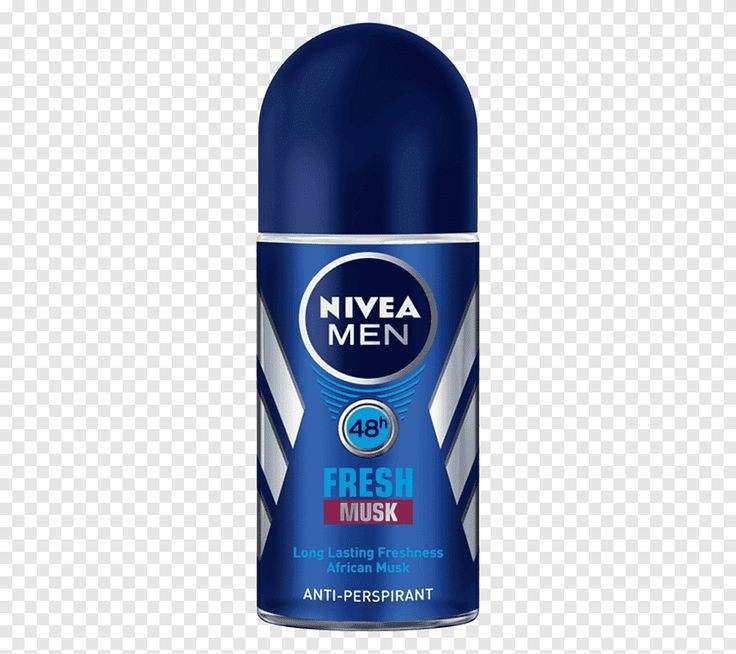 NIVEA
MEN
48h
FRESH
MUSK
Long Lasting Freshness
African Musk
ANTI-PERSPIRANT